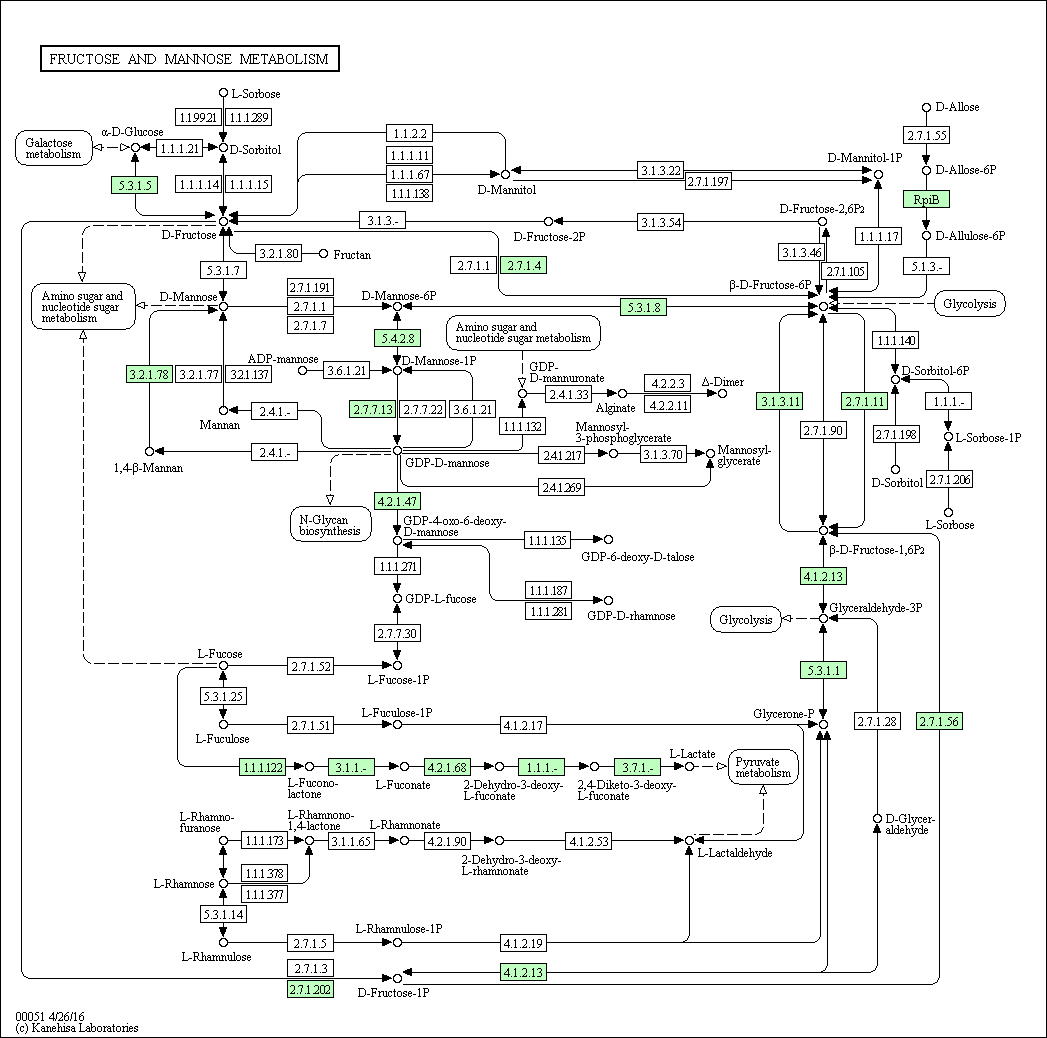 FRUCTOSE AND MANNOSE METABOLISM
L-Sorbose
D-Allose
1.1.99.21
1.1.1.289
α-D-Glucose
2.7.1.55
1.1.2.2
Galactose
metabolism
1.1.1.21
D-Sorbitol
1.1.1.11
D-Mannitol-1P
3.1.3.22
D-Allose-6P
1.1.1.67
2.7.1.197
5.3.1.5
1.1.1.14
1.1.1.15
D-Mannitol
1.1.1.138
RpiB
D-Fructose-2,6P2
3.1.3.-
3.1.3.54
D-Fructose
D-Fructose-2P
1.1.1.17
D-Allulose-6P
3.2.1.80
Fructan
3.1.3.46
2.7.1.1
2.7.1.4
5.1.3.-
5.3.1.7
2.7.1.105
2.7.1.191
β-D-Fructose-6P
Amino sugar and
nucleotide sugar
metabolism
D-Mannose
D-Mannose-6P
2.7.1.1
5.3.1.8
Glycolysis
2.7.1.7
Amino sugar and
nucleotide sugar metabolism
5.4.2.8
1.1.1.140
ADP-mannose
D-Mannose-1P
3.2.1.78
3.2.1.77
3.2.1.137
3.6.1.21
GDP-
D-mannuronate
D-Sorbitol-6P
4.2.2.3
Δ-Dimer
2.4.1.33
Alginate
4.2.2.11
3.1.3.11
2.7.1.11
1.1.1.-
2.4.1.-
Mannan
2.7.7.13
2.7.7.22
3.6.1.21
1.1.1.132
2.7.1.90
2.7.1.198
L-Sorbose-1P
Mannosyl-
3-phosphoglycerate
2.4.1.-
1,4-β-Mannan
GDP-D-mannose
2.4.1.217
3.1.3.70
Mannosyl-
glycerate
D-Sorbitol
2.7.1.206
2.4.1.269
4.2.1.47
L-Sorbose
N-Glycan
biosynthesis
GDP-4-oxo-6-deoxy-
D-mannose
1.1.1.135
GDP-6-deoxy-D-talose
β-D-Fructose-1,6P2
1.1.1.271
4.1.2.13
1.1.1.187
GDP-L-fucose
1.1.1.281
GDP-D-rhamnose
Glycolysis
Glyceraldehyde-3P
2.7.7.30
L-Fucose
2.7.1.52
L-Fucose-1P
5.3.1.1
5.3.1.25
L-Fuculose-1P
Glycerone-P
2.7.1.51
4.1.2.17
L-Fuculose
2.7.1.28
2.7.1.56
1.1.1.122
3.1.1.-
4.2.1.68
1.1.1.-
3.7.1.-
L-Lactate
Pyruvate
metabolism
L-Fucono-
lactone
L-Fuconate
2-Dehydro-3-deoxy-
L-fuconate
2,4-Diketo-3-deoxy-
L-fuconate
L-Rhamno-
furanose
L-Rhamnono-
1,4-lactone
L-Rhamnonate
D-Glycer-
aldehyde
1.1.1.173
3.1.1.65
4.2.1.90
4.1.2.53
L-Lactaldehyde
2-Dehydro-3-deoxy-
L-rhamnonate
1.1.1.378
L-Rhamnose
1.1.1.377
5.3.1.14
L-Rhamnulose-1P
2.7.1.5
4.1.2.19
L-Rhamnulose
2.7.1.3
4.1.2.13
2.7.1.202
D-Fructose-1P
00051 4/26/16
(c) Kanehisa Laboratories